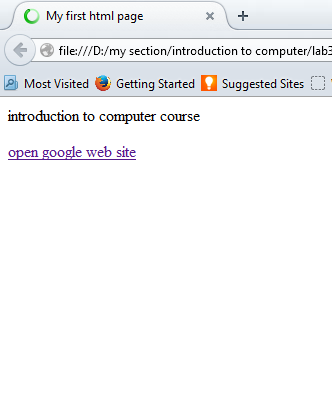 My first html page
file:///D:/my section/introduction to computer/lab3
Most Visited Getting Started Suggested Sites
introduction to computer course
open google web site